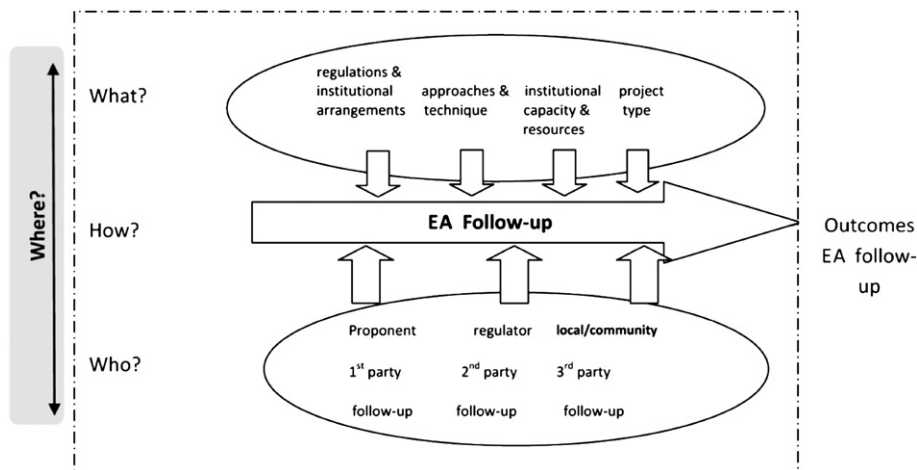 Where?
What?
regulations &
institutional
arrangements
approaches &
technique
institutional
capacity &
resources
project
type
How?
EA Follow-up
Outcomes
EA follow-
up
Who?
Proponent
1st party
follow-up
regulator
2nd party
follow-up
local/community
3rd party
follow-up